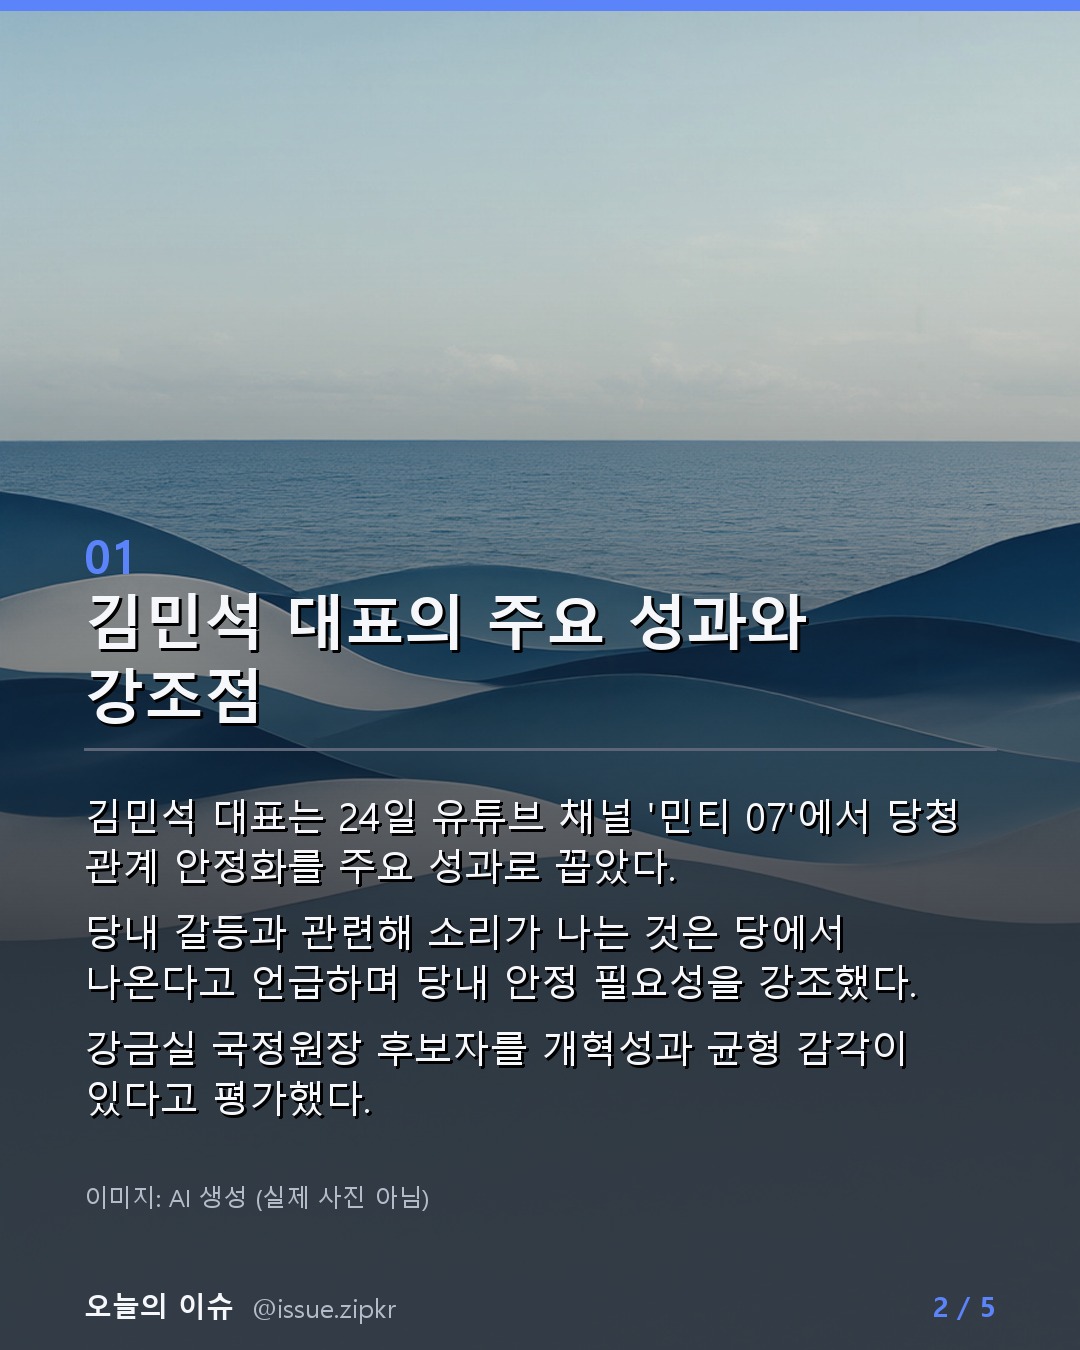 01
김민석 대표의 주요 성과와
강조점
김민석 대표는 24일 유튜브 채널 '민티 07'에서 당청
관계 안정화를 주요 성과로 꼽았다.
당내 갈등과 관련해 소리가 나는 것은 당에서
나온다고 언급하며 당내 안정 필요성을 강조했다.
강금실 국정원장 후보자를 개혁성과 균형 감각이
있다고 평가했다.
이미지: AI 생성 (실제 사진 아님)
오늘의 이슈 @issue.zipkr
2 / 5